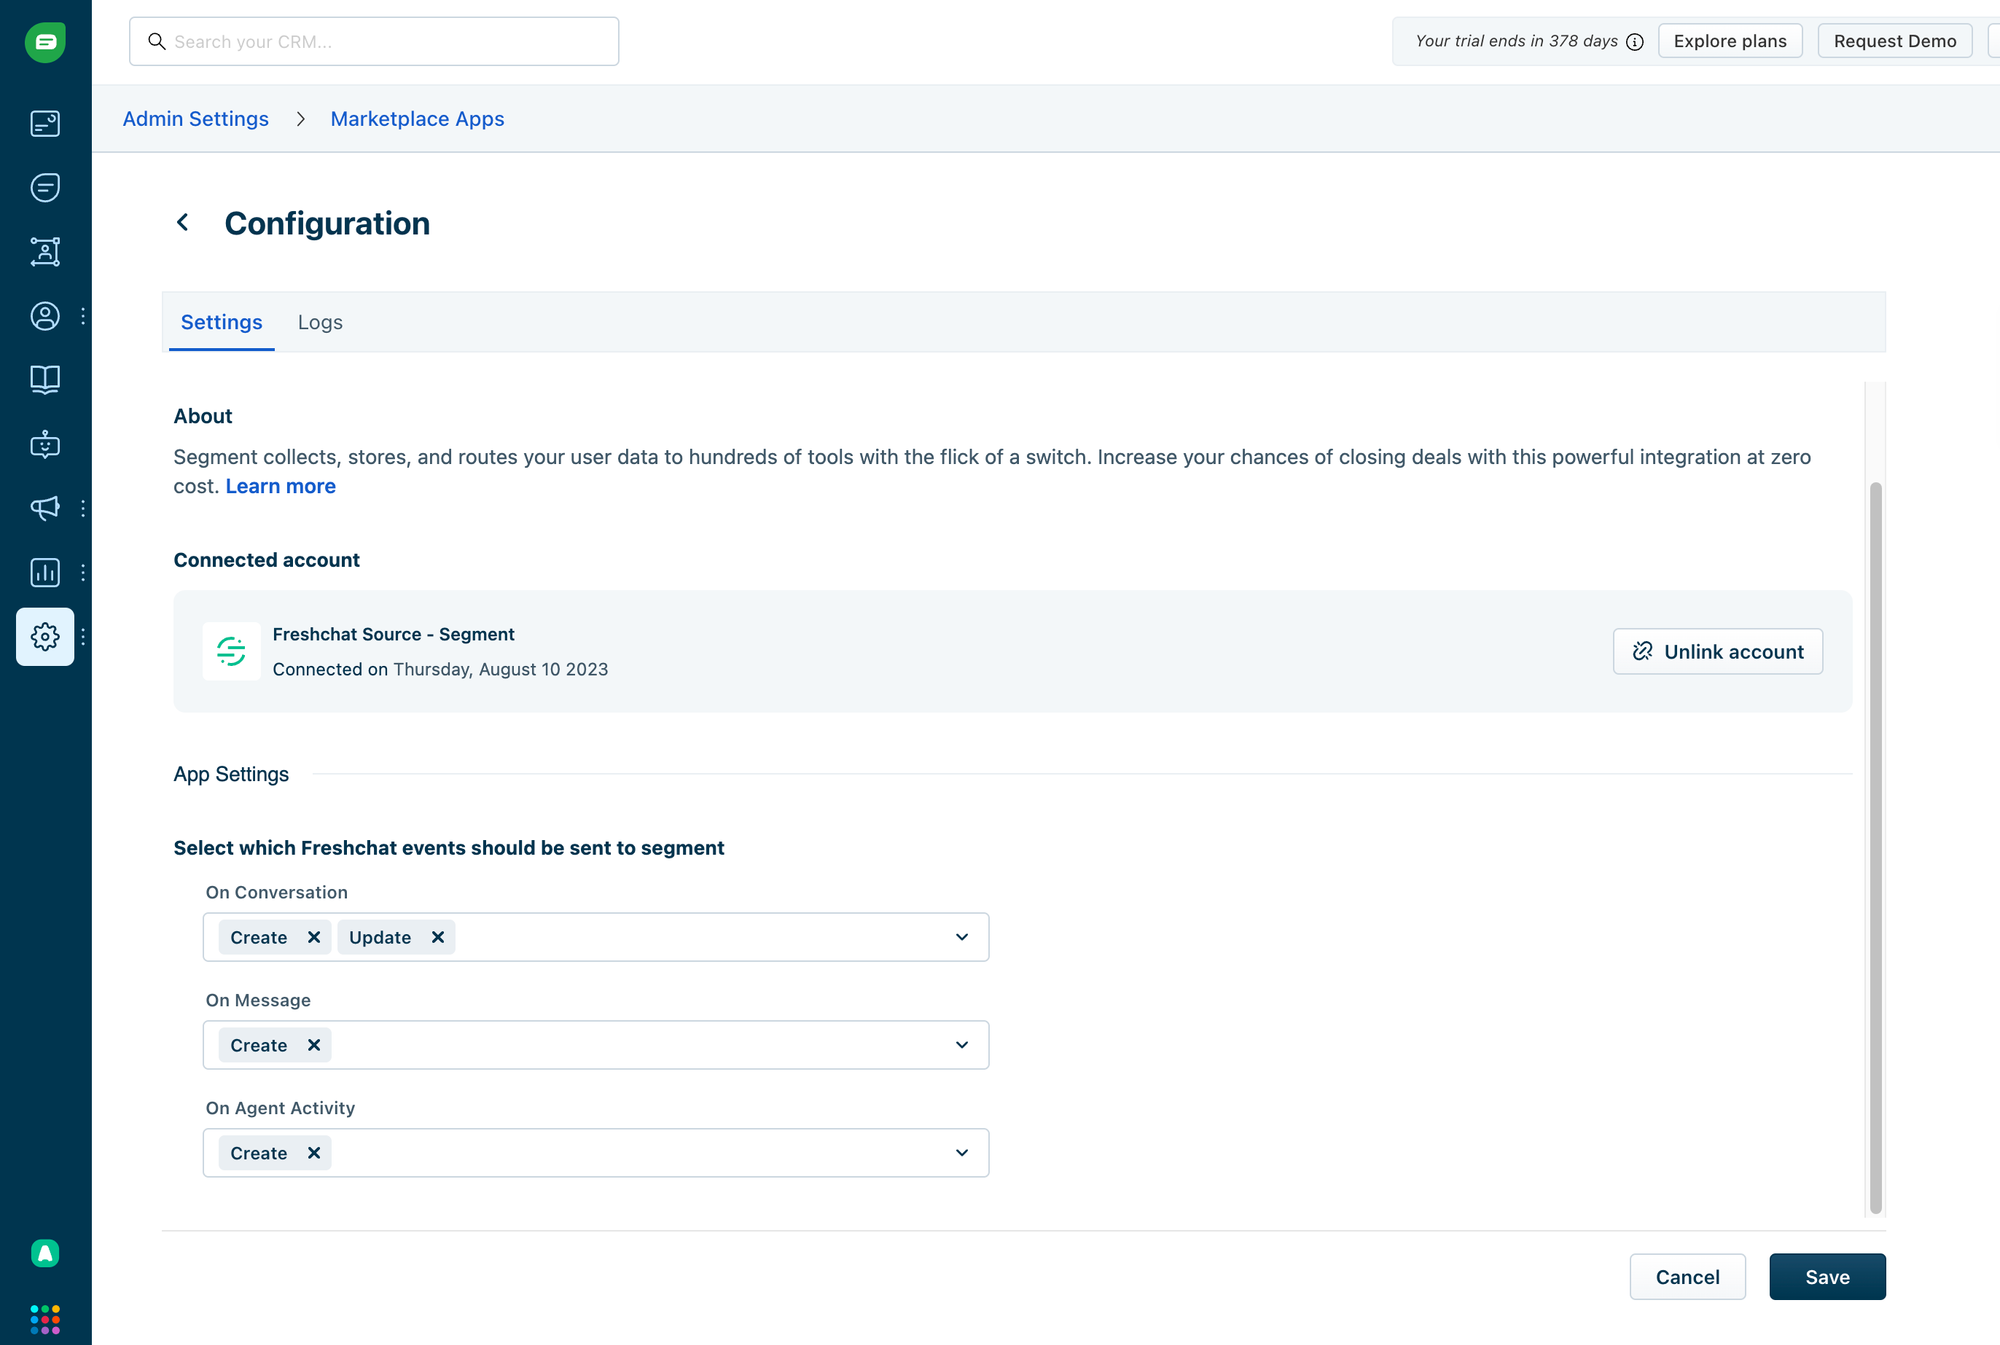 Search your CRM...
Your trial ends in 378 days
Explore plans
Request Demo
Admin Settings
Marketplace Apps
Configuration
Settings
Logs
About
Segment collects, stores, and routes your user data to hundreds of tools with the flick of a switch. Increase your chances of closing deals with this powerful integration at zero
cost. Learn more
Connected account
Freshchat Source - Segment
Connected on Thursday, August 10 2023
Unlink account
App Settings
Select which Freshchat events should be sent to segment
On Conversation
Create
Update
On Message
Create
On Agent Activity
Create
Cancel
Save